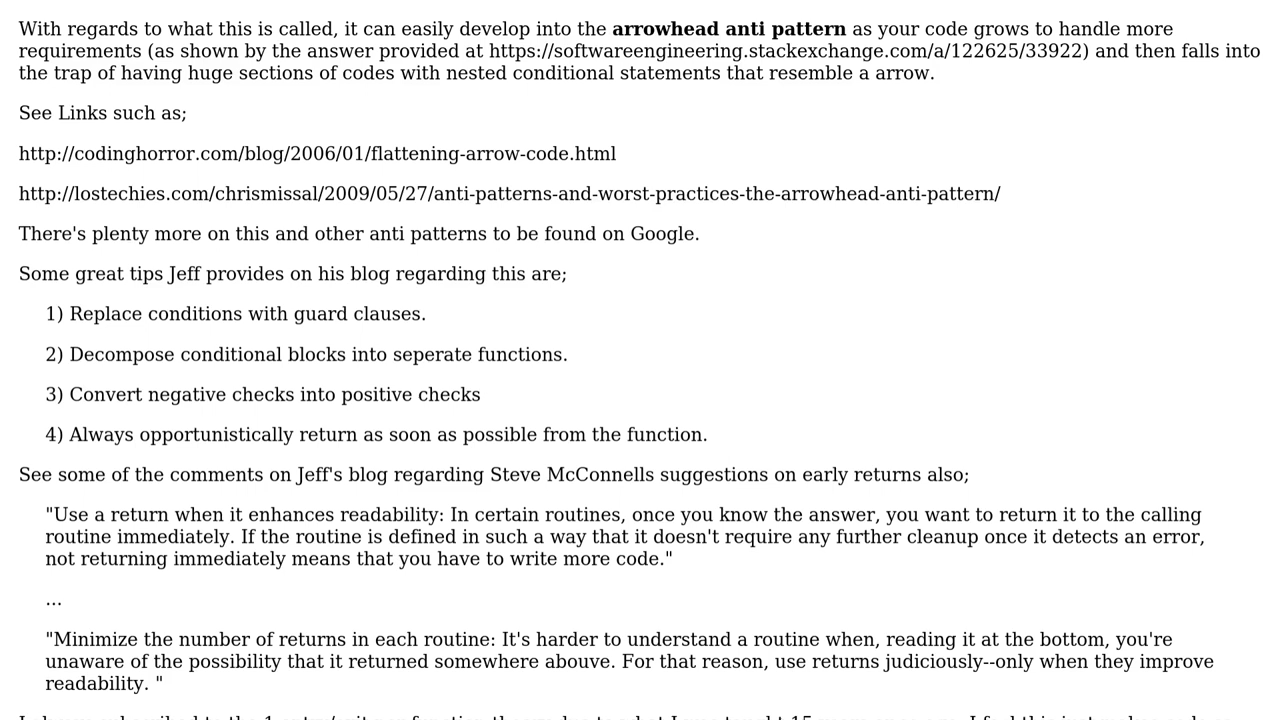 With regards to what this is called, it can easily develop into the arrowhead anti pattern as your code grows to handle more
requirements (as shown by the answer provided at https://softwareengineering.stackexchange.com/a/122625/33922) and then falls into
the trap of having huge sections of codes with nested conditional statements that resemble a arrow.
See Links such as;
http://codinghorror.com/blog/2006/01/flattening-arrow-code.html
http://lostechies.com/chrismissal/2009/05/27/anti-patterns-and-worst-practices-the-arrowhead-anti-pattern/
There's plenty more on this and other anti patterns to be found on Google.
Some great tips Jeff provides on his blog regarding this are;
1) Replace conditions with guard clauses.
2) Decompose conditional blocks into seperate functions.
3) Convert negative checks into positive checks
4) Always opportunistically return as soon as possible from the function.
See some of the comments on Jeff's blog regarding Steve McConnells suggestions on early returns also;
"Use a return when it enhances readability: In certain routines, once you know the answer, you want to return it to the calling
routine immediately. If the routine is defined in such a way that it doesn't require any further cleanup once it detects an error,
not returning immediately means that you have to write more code."
...
"Minimize the number of returns in each routine: It's harder to understand a routine when, reading it at the bottom, you're
unaware of the possibility that it returned somewhere abouve. For that reason, use returns judiciously--only when they improve
readability. "